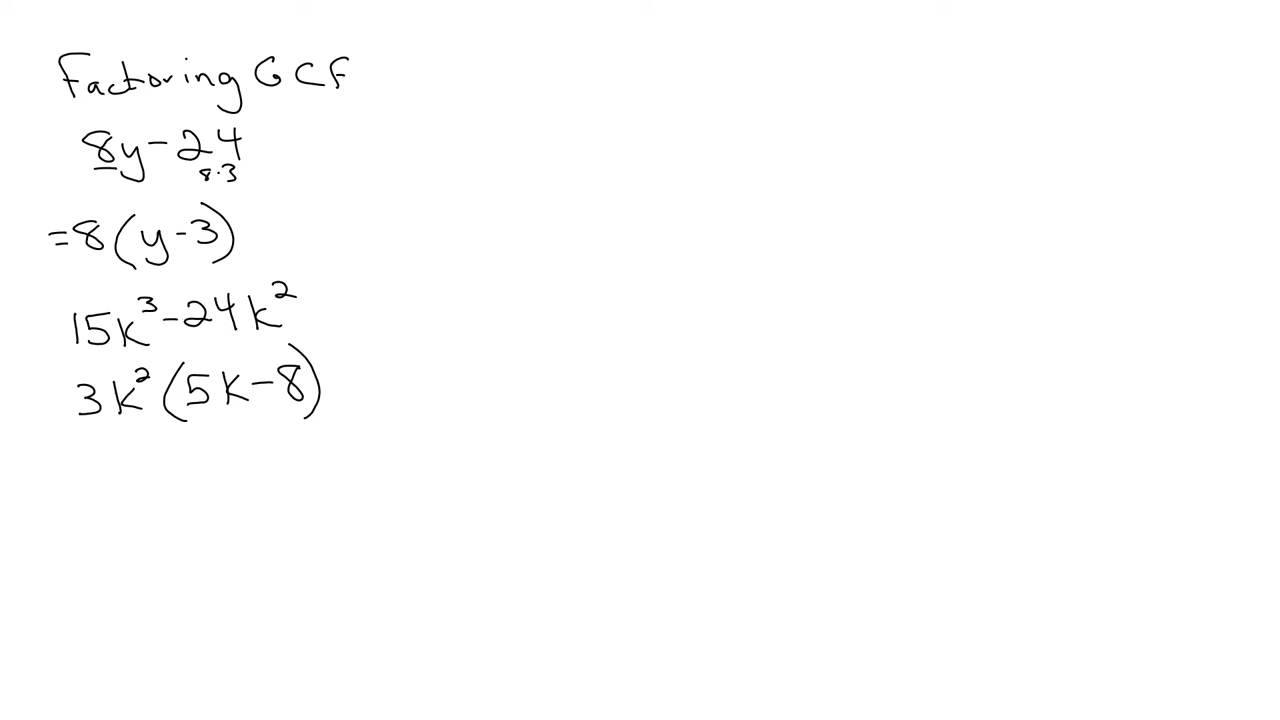 Factoring GCF
8y-24
8·3
=8(y-3)
15k³-24k²
3k²(5k-8)